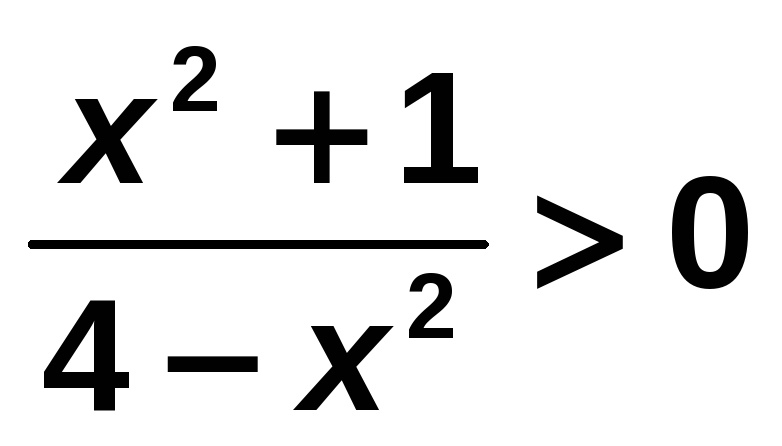 x² + 1
4 − x²
> 0